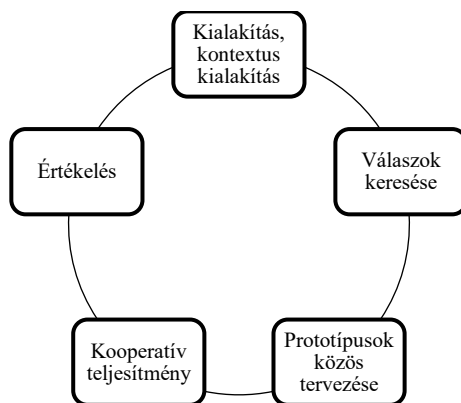 Kialakítás,
kontextus
kialakítás
Válaszok
keresése
Prototípusok
közös
tervezése
Kooperatív
teljesítmény
Értékelés